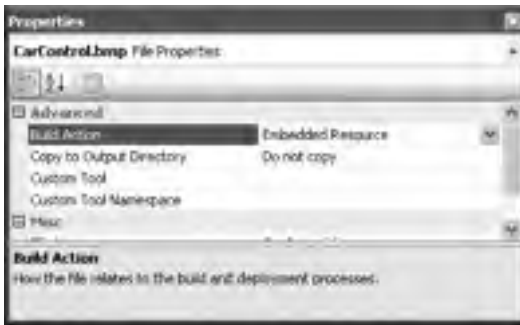 Properties
CarControl.bmp File Properties
Advanced
Build Action Embedded Resource
Copy to Output Directory Do not copy
Custom Tool
Custom Tool Namespace
Misc
Build Action
How the file relates to the build and deployment processes.